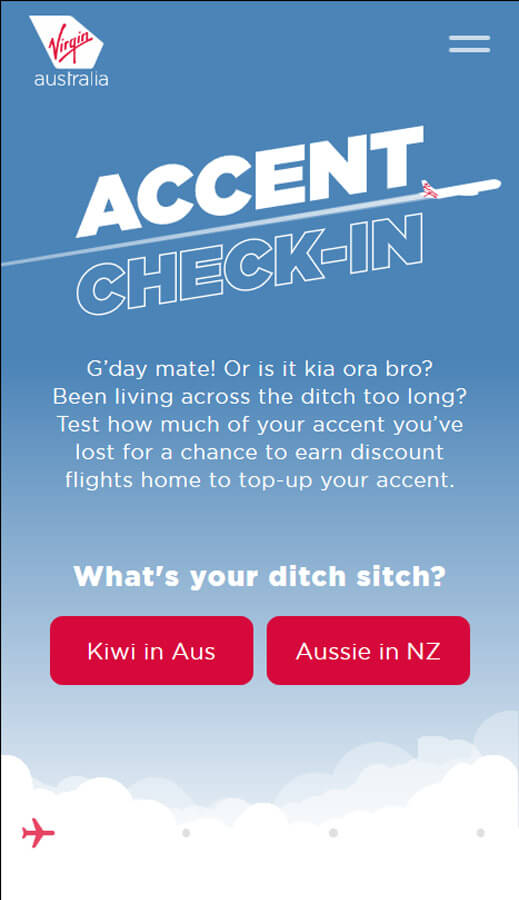 Virgin
australia
ACCENT
Virgin
CHECK-IN
G’day mate! Or is it kia ora bro?
Been living across the ditch too long?
Test how much of your accent you’ve
lost for a chance to earn discount
flights home to top-up your accent.
What's your ditch sitch?
Kiwi in Aus
Aussie in NZ